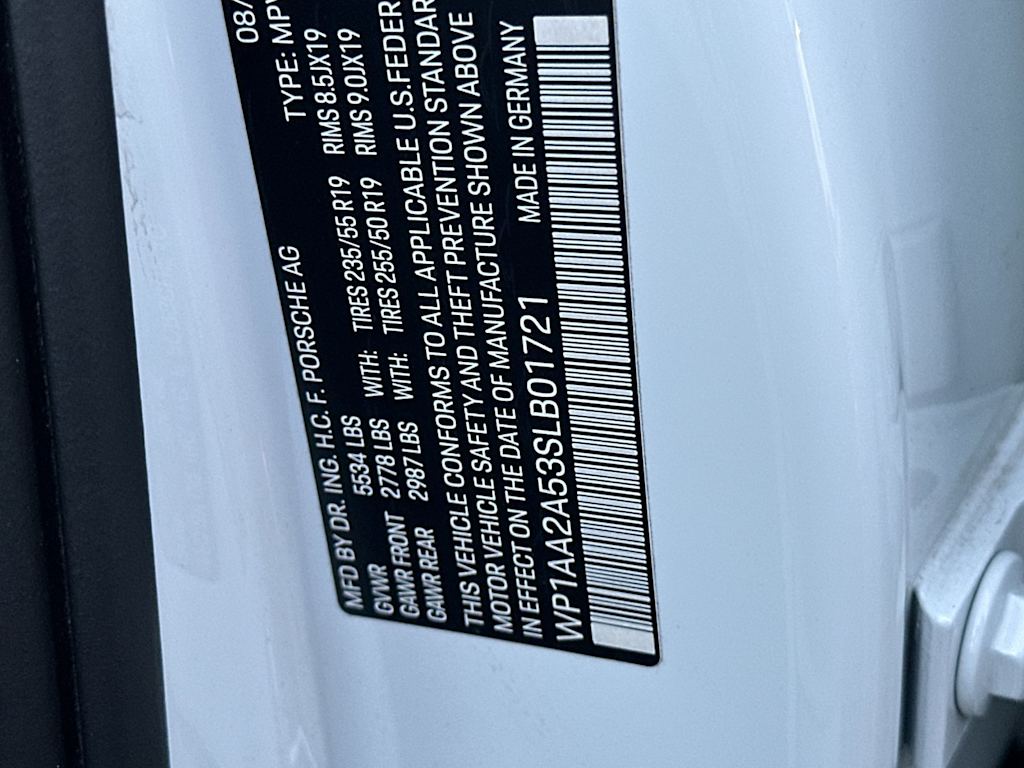 MFD BY DR. ING. H.C. F. PORSCHE AG 08/
GVWR 5534 LBS TYPE: MPV
GAWR FRONT 2778 LBS WITH: TIRES 235/55 R19 RIMS 8.5JX19
GAWR REAR 2987 LBS WITH: TIRES 255/50 R19 RIMS 9.0JX19
THIS VEHICLE CONFORMS TO ALL APPLICABLE U.S. FEDER
MOTOR VEHICLE SAFETY AND THEFT PREVENTION STANDAR
IN EFFECT ON THE DATE OF MANUFACTURE SHOWN ABOVE
WP1AA2A53SLB01721 MADE IN GERMANY